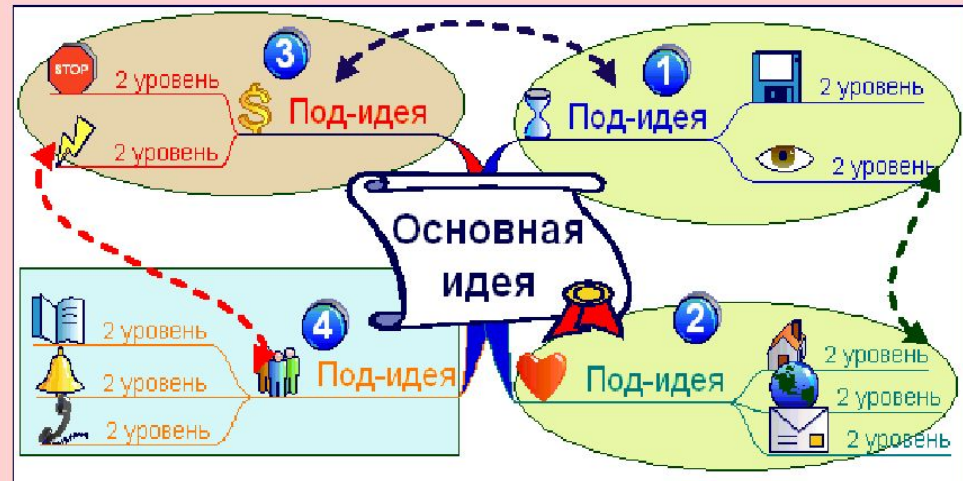 STOP
2 уровень
3
Под-идея
2 уровень
1
Под-идея
2 уровень
2 уровень
Основная
идея
4
Под-идея
2 уровень
2 уровень
2 уровень
2
Под-идея
2 уровень
2 уровень
2 уровень